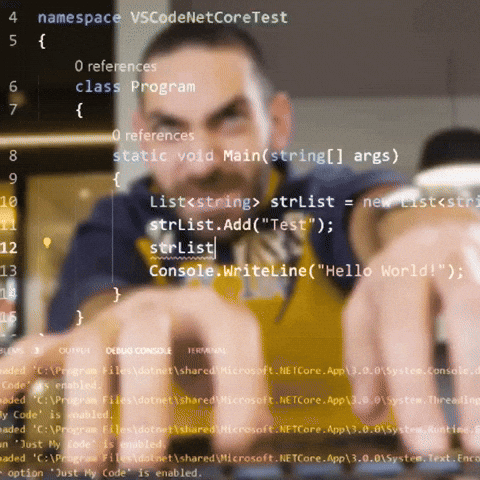 4 namespace VSCodeNetCoreTest
5 {
0 references
6 class Program
7 {
0 references
8 static void Main(string[] args)
9 {
10 List<string> strList = new List<stri
11 strList.Add("Test");
12 strList
13 Console.WriteLine("Hello World!");
14 }
15 }
BLEMS 3 OUTPUT DEBUG CONSOLE TERMINAL
oaded 'C:\Program Files\dotnet\shared\Microsoft.NETCore.App\3.0.0\System.Console.d
Code' is enabled.
oaded 'C:\Program Files\dotnet\shared\Microsoft.NETCore.App\3.0.0\System.Threading
My Code' is enabled.
oaded 'C:\Program Files\dotnet\shared\Microsoft.NETCore.App\3.0.0\System.Runtime.E
on 'Just My Code' is enabled.
oaded 'C:\Program Files\dotnet\shared\Microsoft.NETCore.App\3.0.0\System.Text.Enco
r option 'Just My Code' is enabled.